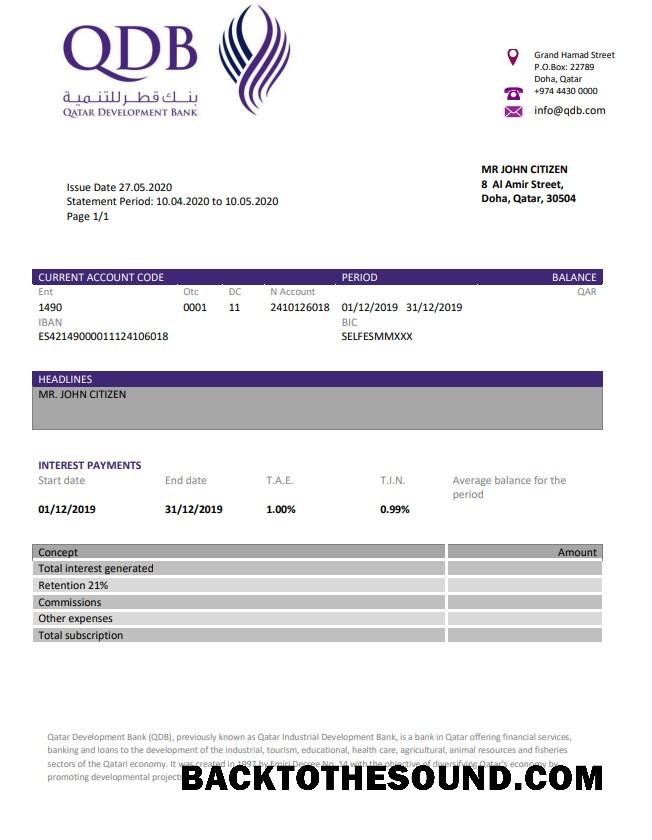 QDB
بنك قطر للتنمية
QATAR DEVELOPMENT BANK
Grand Hamad Street
P.O.Box: 22789
Doha, Qatar
+974 4430 0000
info@qdb.com
MR JOHN CITIZEN
8 Al Amir Street,
Doha, Qatar, 30504
Issue Date 27.05.2020
Statement Period: 10.04.2020 to 10.05.2020
Page 1/1
CURRENT ACCOUNT CODE PERIOD BALANCE
Ent Otc DC N Account QAR
1490 0001 11 2410126018 01/12/2019 31/12/2019
IBAN BIC
ES42149000011124106018 SELFESMMXXX
HEADLINES
MR. JOHN CITIZEN
INTEREST PAYMENTS
Start date End date T.A.E. T.I.N. Average balance for the
period
01/12/2019 31/12/2019 1.00% 0.99%
Concept Amount
Total interest generated
Retention 21%
Commissions
Other expenses
Total subscription
Qatar Development Bank (QDB), previously known as Qatar Industrial Development Bank, is a bank in Qatar offering financial services,
banking and loans to the development of the industrial, tourism, educational, health care, agricultural, animal resources and fisheries
sectors of the Qatari economy. It was created in 1997 by Emiri Decree No. 14 with the objective of diversifying Qatar's economy by
promoting developmental projects
BACKTOTHESOUND.COM